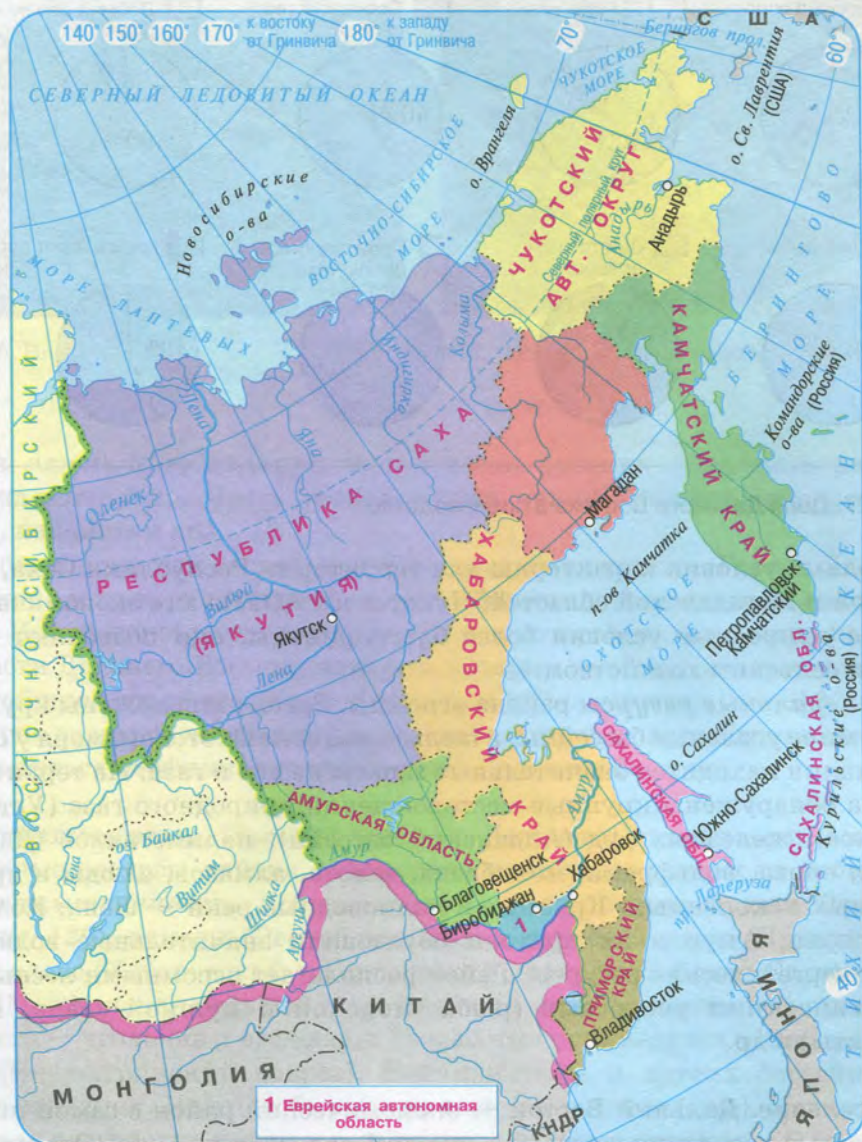 С Ш А
140° 150° 160° 170° к востоку от Гринвича 180° к западу от Гринвича
70°
60°
Берингов прол.
ЧУКОТСКОЕ МОРЕ
о. Св. Лаврентия (США)
СЕВЕРНЫЙ ЛЕДОВИТЫЙ ОКЕАН
о. Врангеля
Новосибирские о-ва
ВОСТОЧНО-СИБИРСКОЕ МОРЕ
ЧУКОТСКИЙ АВТ. ОКРУГ
Северный полярный круг
Анадырь
Анадырь
БЕРИНГОВО МОРЕ
МОРЕ ЛАПТЕВЫХ
Колыма
Индигирка
КАМЧАТСКИЙ КРАЙ
Командорские о-ва (Россия)
Лена
Яна
Оленек
РЕСПУБЛИКА САХА (ЯКУТИЯ)
Магадан
п-ов Камчатка
ВОСТОЧНО-СИБИРСКИЙ
Вилюй
Якутск
Петропавловск-Камчатский
ХАБАРОВСКИЙ КРАЙ
ОХОТСКОЕ МОРЕ
Лена
САХАЛИНСКАЯ ОБЛ.
о. Сахалин
САХАЛИНСКАЯ ОБЛ.
Курильские о-ва (Россия)
АМУРСКАЯ ОБЛАСТЬ
Амур
Амур
Южно-Сахалинск
оз. Байкал
Лена
Витим
Шилка
Аргунь
Благовещенск
Биробиджан
Хабаровск
1
пр. Лаперуза
ПРИМОРСКИЙ КРАЙ
40°
КИТАЙ
Владивосток
МОНГОЛИЯ
КНДР
ЯПОНИЯ
1 Еврейская автономная
область